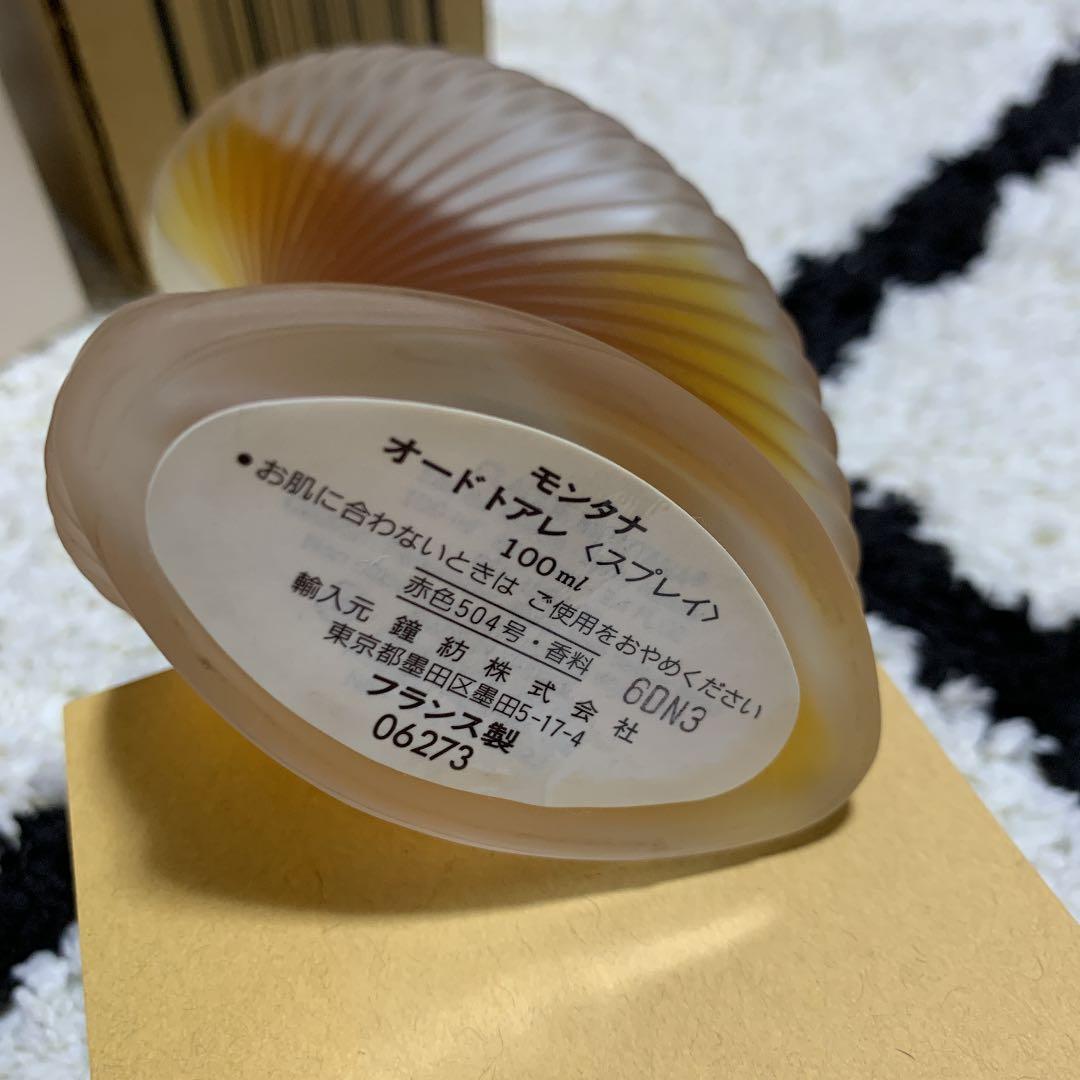 モンタナ
オードトアレ〈スプレイ〉
100ml
•お肌に合わないときは ご使用をおやめください
赤色504号・香料
6DN3
輸入元 鐘紡株式会社
東京都墨田区墨田5-17-4
フランス製
06273